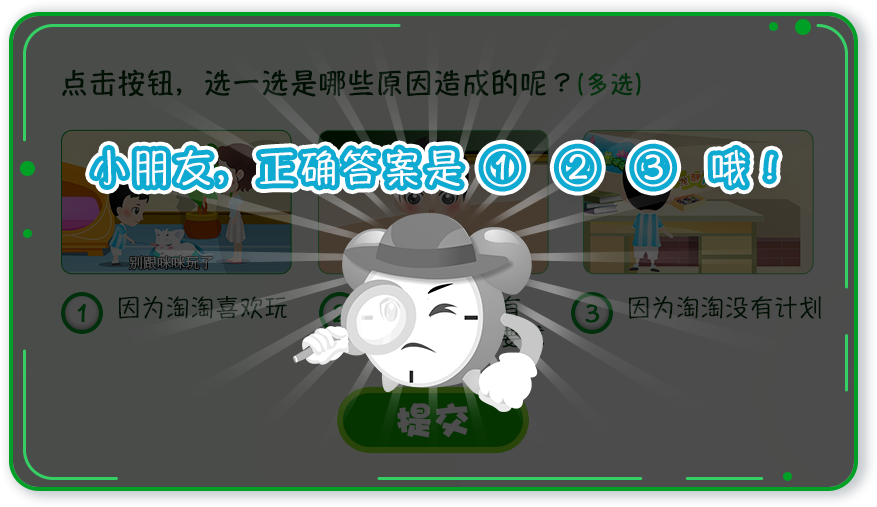 点击按钮，选一选是哪些原因造成的呢？(多选)
小朋友，正确答案是 ① ② ③ 哦！
别跟咪咪玩了
1 因为淘淘喜欢玩
有
3 因为淘淘没有计划
提交